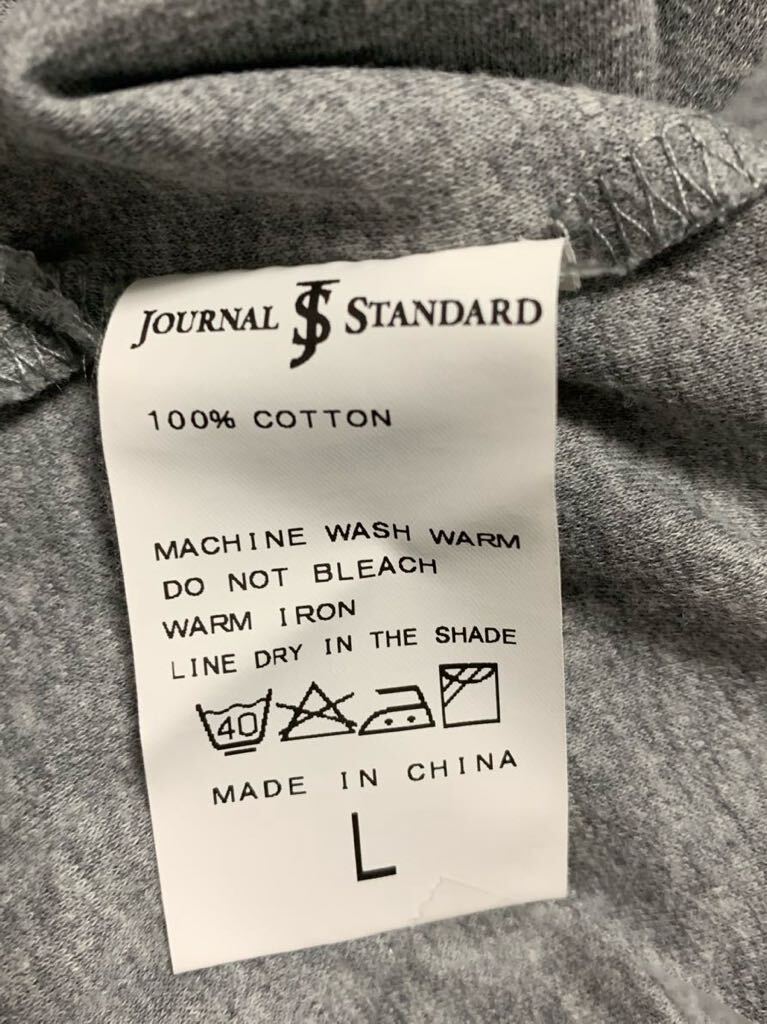 JOURNAL JS STANDARD
100% COTTON
MACHINE WASH WARM
DO NOT BLEACH
WARM IRON
LINE DRY IN THE SHADE
40
MADE IN CHINA
L